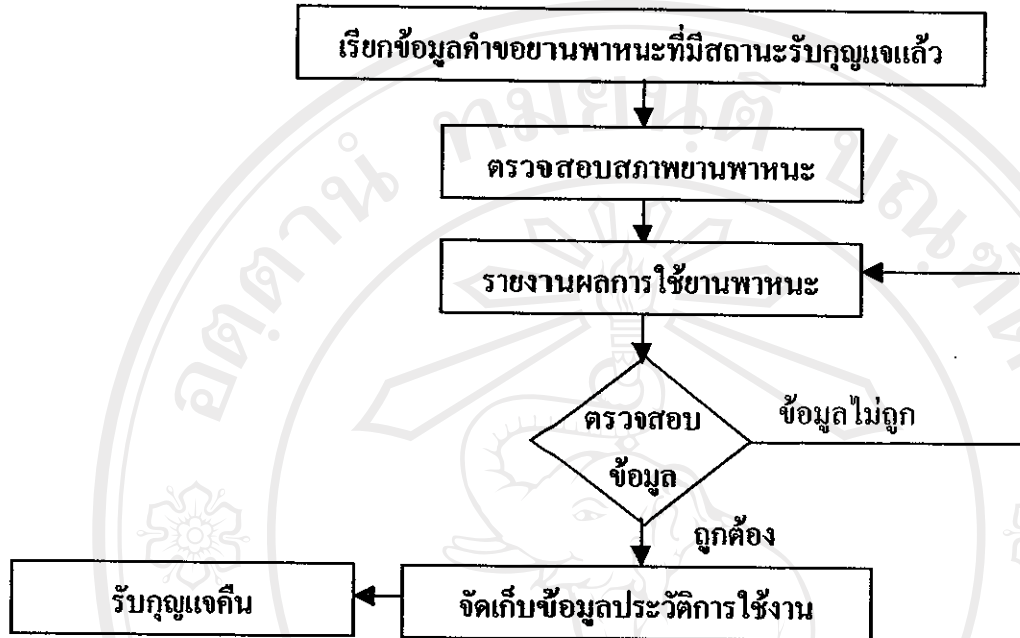 เรียกข้อมูลคำขอยานพาหนะที่มีสถานะรับกุญแจแล้ว
ตรวจสอบสภาพยานพาหนะ
รายงานผลการใช้ยานพาหนะ
ตรวจสอบ
ข้อมูล
ข้อมูลไม่ถูก
ถูกต้อง
จัดเก็บข้อมูลประวัติการใช้งาน
รับกุญแจคืน